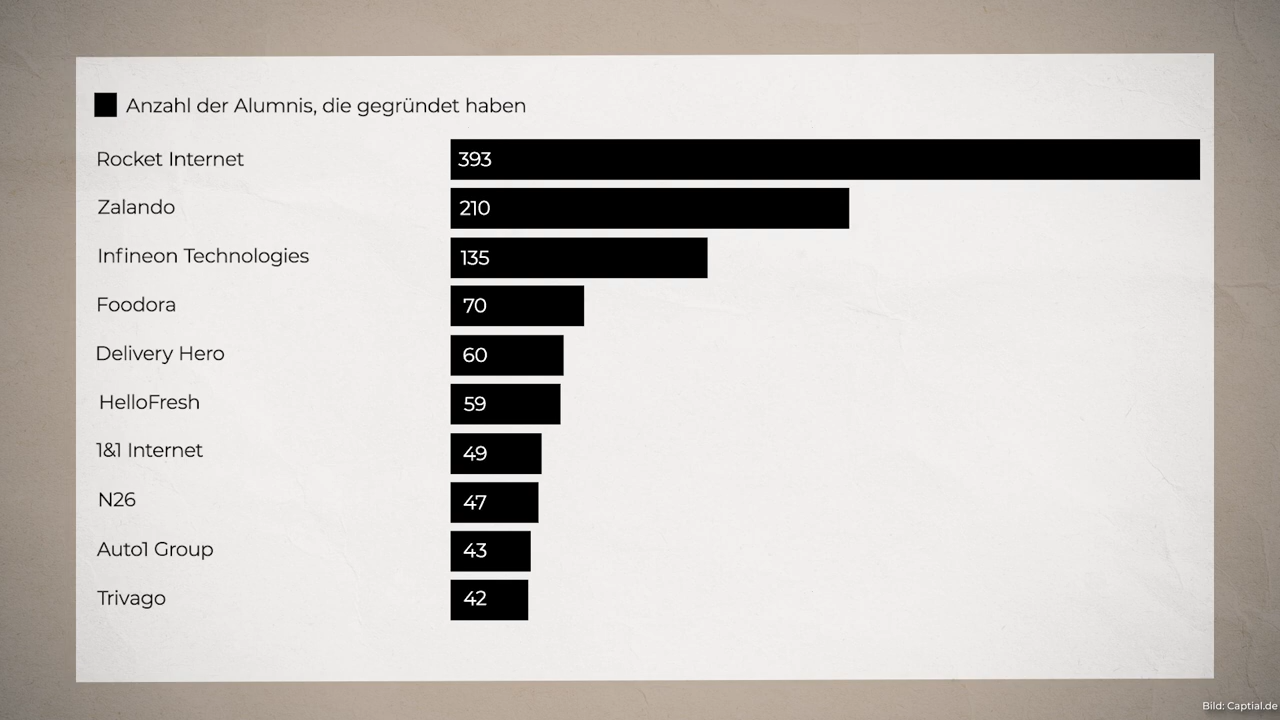 Anzahl der Alumnis, die gegründet haben
Rocket Internet 393
Zalando 210
Infineon Technologies 135
Foodora 70
Delivery Hero 60
HelloFresh 59
1&1 Internet 49
N26 47
Auto1 Group 43
Trivago 42
Bild: Captial.de